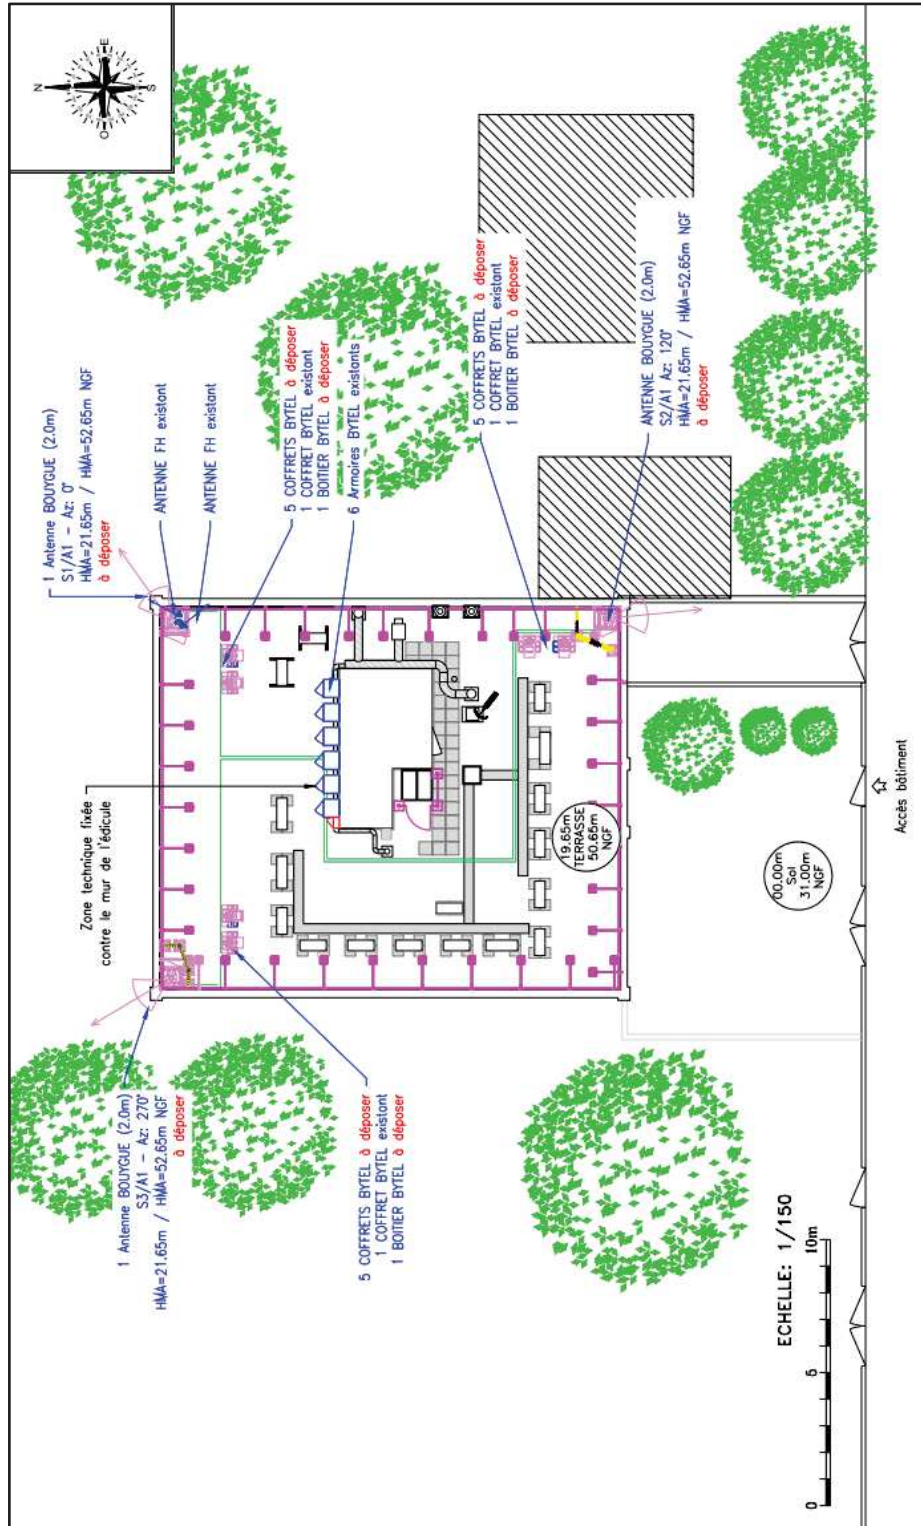 N
E
S
O
1 Antenne BOUYGUE (2.0m)
S1/A1 - Az: 0°
HMA=21.65m / HMA=52.65m NGF
à déposer
ANTENNE FH existant
ANTENNE FH existant
5 COFFRETS BYTEL à déposer
1 COFFRET BYTEL existant
1 BOITIER BYTEL à déposer
6 Armoires BYTEL existants
5 COFFRETS BYTEL à déposer
1 COFFRET BYTEL existant
1 BOITIER BYTEL à déposer
ANTENNE BOUYGUE (2.0m)
S2/A1 Az: 120°
HMA=21.65m / HMA=52.65m NGF
à déposer
Zone technique fixée
contre le mur de l'édicule
19.65m
TERRASSE
50.65m
NGF
00.00m
Sol
31.00m
NGF
Accès bâtiment
1 Antenne BOUYGUE (2.0m)
S3/A1 - Az: 270°
HMA=21.65m / HMA=52.65m NGF
à déposer
5 COFFRETS BYTEL à déposer
1 COFFRET BYTEL existant
1 BOITIER BYTEL à déposer
ECHELLE: 1/150
0
5
10m